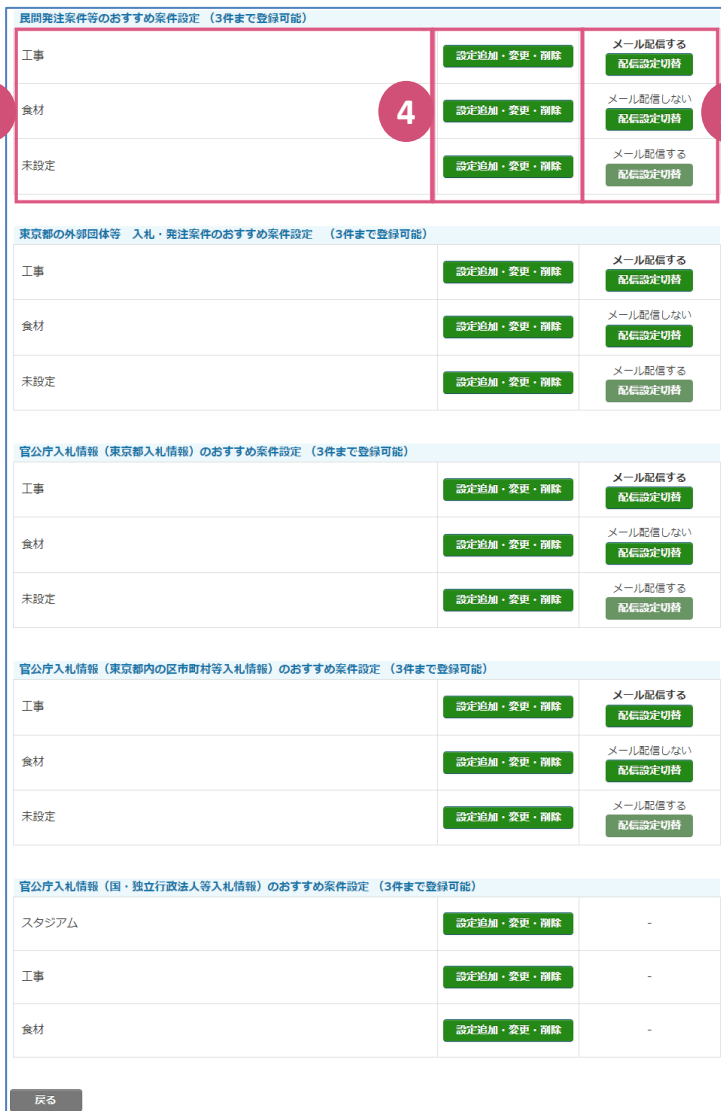 民間発注案件等のおすすめ案件設定 （3件まで登録可能）
工事
設定追加・変更・削除
メール配信する
配信設定切替
4
食材
設定追加・変更・削除
メール配信しない
配信設定切替
未設定
設定追加・変更・削除
メール配信する
配信設定切替
東京都の外郭団体等　入札・発注案件のおすすめ案件設定　（3件まで登録可能）
工事
設定追加・変更・削除
メール配信する
配信設定切替
食材
設定追加・変更・削除
メール配信しない
配信設定切替
未設定
設定追加・変更・削除
メール配信する
配信設定切替
官公庁入札情報（東京都入札情報）のおすすめ案件設定 （3件まで登録可能）
工事
設定追加・変更・削除
メール配信する
配信設定切替
食材
設定追加・変更・削除
メール配信しない
配信設定切替
未設定
設定追加・変更・削除
メール配信する
配信設定切替
官公庁入札情報（東京都内の区市町村等入札情報）のおすすめ案件設定 （3件まで登録可能）
工事
設定追加・変更・削除
メール配信する
配信設定切替
食材
設定追加・変更・削除
メール配信しない
配信設定切替
未設定
設定追加・変更・削除
メール配信する
配信設定切替
官公庁入札情報（国・独立行政法人等入札情報）のおすすめ案件設定 （3件まで登録可能）
スタジアム
設定追加・変更・削除
-
工事
設定追加・変更・削除
-
食材
設定追加・変更・削除
-
戻る